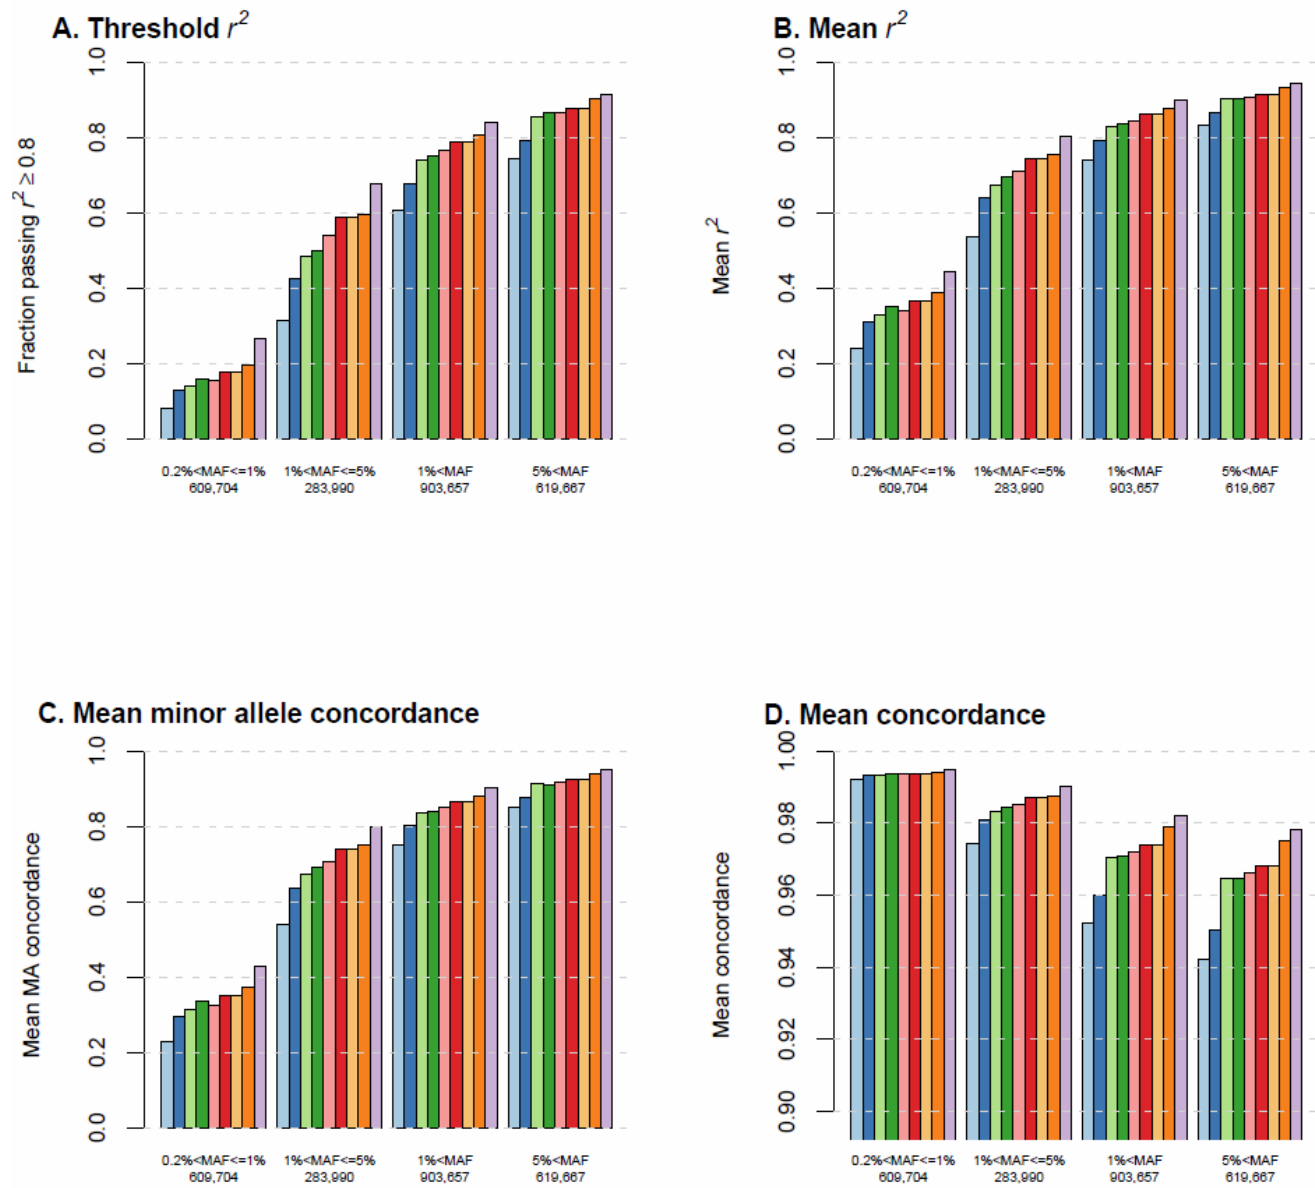 A. Threshold r²
Fraction passing r² ≥ 0.8
1.0
0.8
0.6
0.4
0.2
0.0
0.2%<MAF<=1% 1%<MAF<=5% 1%<MAF 5%<MAF
609,704 283,990 903,657 619,667
B. Mean r²
Mean r²
1.0
0.8
0.6
0.4
0.2
0.0
0.2%<MAF<=1% 1%<MAF<=5% 1%<MAF 5%<MAF
609,704 283,990 903,657 619,667
C. Mean minor allele concordance
Mean MA concordance
1.0
0.8
0.6
0.4
0.2
0.0
0.2%<MAF<=1% 1%<MAF<=5% 1%<MAF 5%<MAF
609,704 283,990 903,657 619,667
D. Mean concordance
Mean concordance
1.00
0.98
0.96
0.94
0.92
0.90
0.2%<MAF<=1% 1%<MAF<=5% 1%<MAF 5%<MAF
609,704 283,990 903,657 619,667